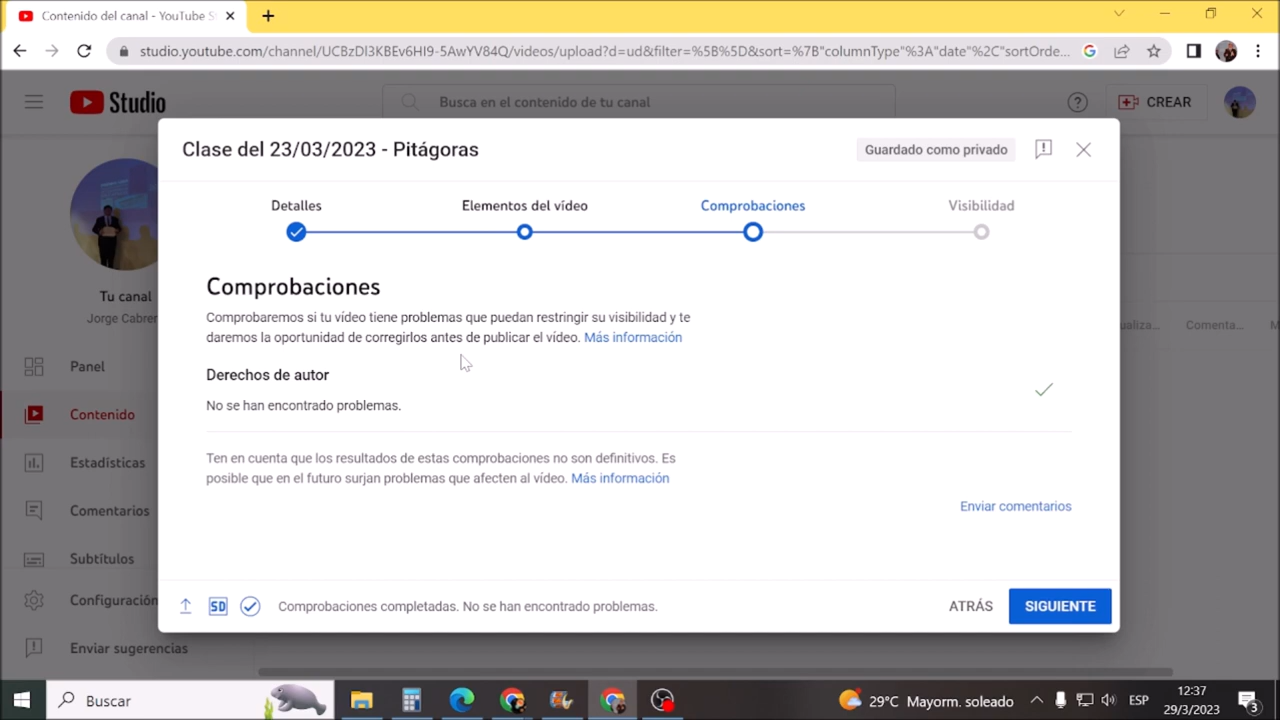 Contenido del canal - YouTube S
studio.youtube.com/channel/UCBzDI3KBEv6HI9-5AwYV84Q/videos/upload?d=ud&filter=%5B%5D&sort=%7B"columnType"%3A"date"%2C"sortOrde...
Studio
Busca en el contenido de tu canal
CREAR
Clase del 23/03/2023 - Pitágoras
Guardado como privado
Detalles
Elementos del vídeo
Comprobaciones
Visibilidad
Comprobaciones
Comprobaremos si tu vídeo tiene problemas que puedan restringir su visibilidad y te
daremos la oportunidad de corregirlos antes de publicar el vídeo. Más información
Derechos de autor
No se han encontrado problemas.
Ten en cuenta que los resultados de estas comprobaciones no son definitivos. Es
posible que en el futuro surjan problemas que afecten al vídeo. Más información
Enviar comentarios
SD
Comprobaciones completadas. No se han encontrado problemas.
ATRÁS
SIGUIENTE
Tu canal
Jorge Cabrer
Panel
Contenido
Estadísticas
Comentarios
Subtítulos
Configuración
Enviar sugerencias
ualiza...
Comenta...
M
Buscar
29°C Mayorm. soleado
ESP
12:37
29/3/2023
3